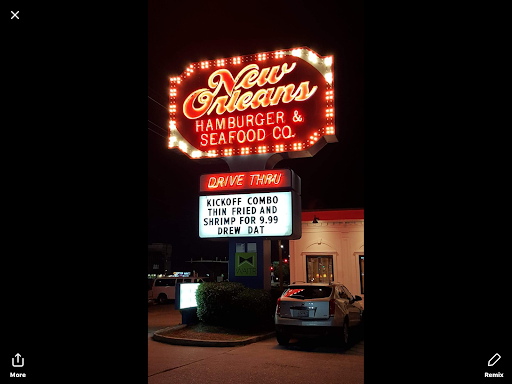 New
Orleans
HAMBURGER &
SEAFOOD CO.
DRIVE THRU
KICKOFF COMBO
THIN FRIED AND
SHRIMP FOR 9.99
DREW DAT
More
Remix